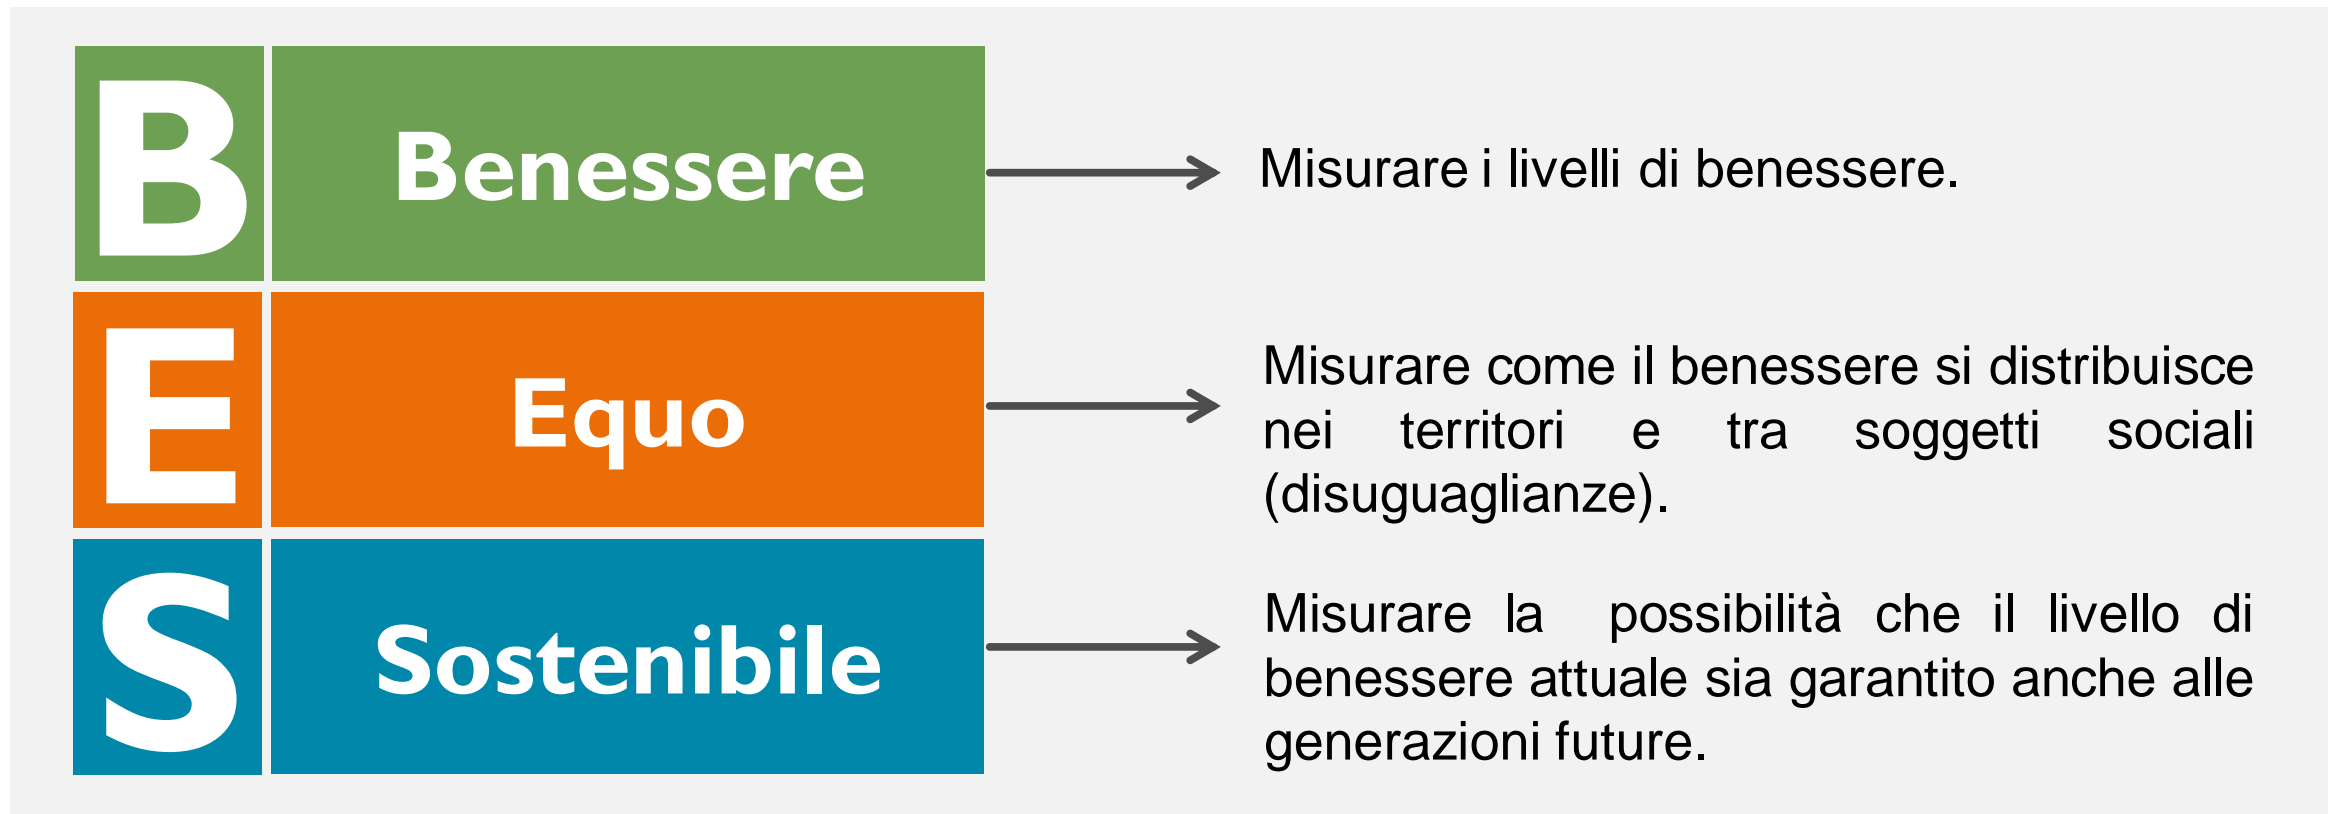 B Benessere Misurare i livelli di benessere.
E Equo Misurare come il benessere si distribuisce
nei territori e tra soggetti sociali
(disuguaglianze).
S Sostenibile Misurare la possibilità che il livello di
benessere attuale sia garantito anche alle
generazioni future.